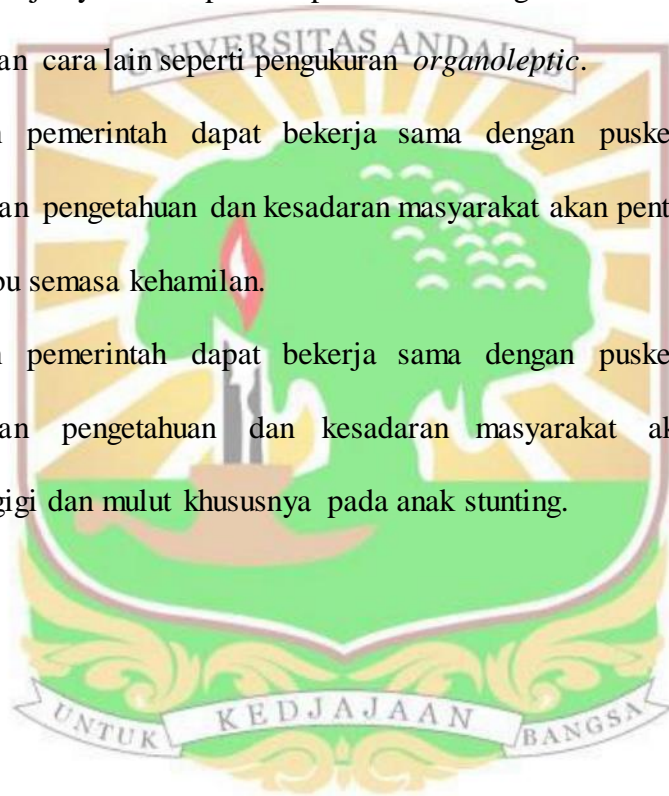 UNIVERSITAS ANDALAS
an cara lain seperti pengukuran organoleptic.
pemerintah dapat bekerja sama dengan puske
an pengetahuan dan kesadaran masyarakat akan pent
bu semasa kehamilan.
pemerintah dapat bekerja sama dengan puske
an pengetahuan dan kesadaran masyarakat ak
gigi dan mulut khususnya pada anak stunting.
UNTUK KEDJAJAAN BANGSA